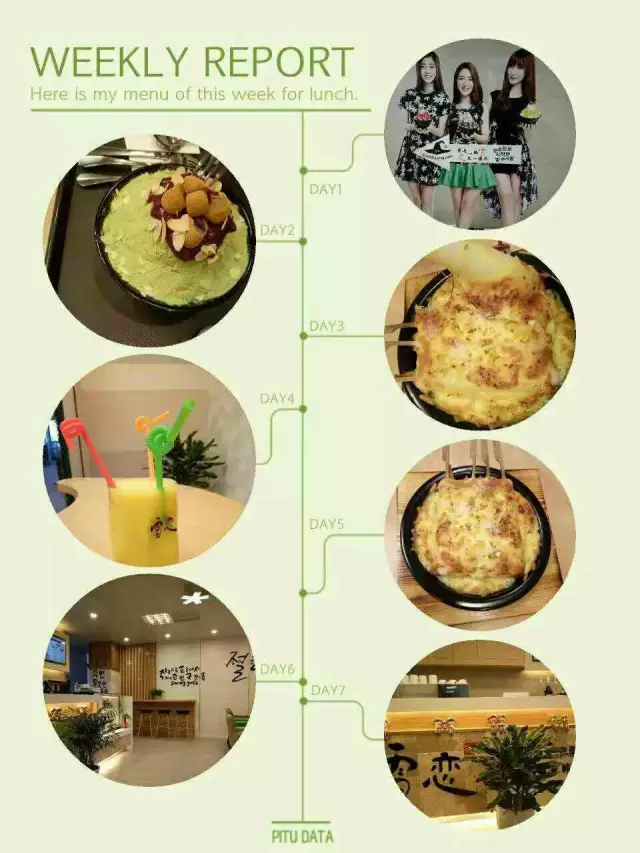 WEEKLY REPORT
Here is my menu of this week for lunch.
DAY1
DAY2
DAY3
DAY4
雪恋
DAY5
DAY6
DAY7
雪恋
PITU DATA